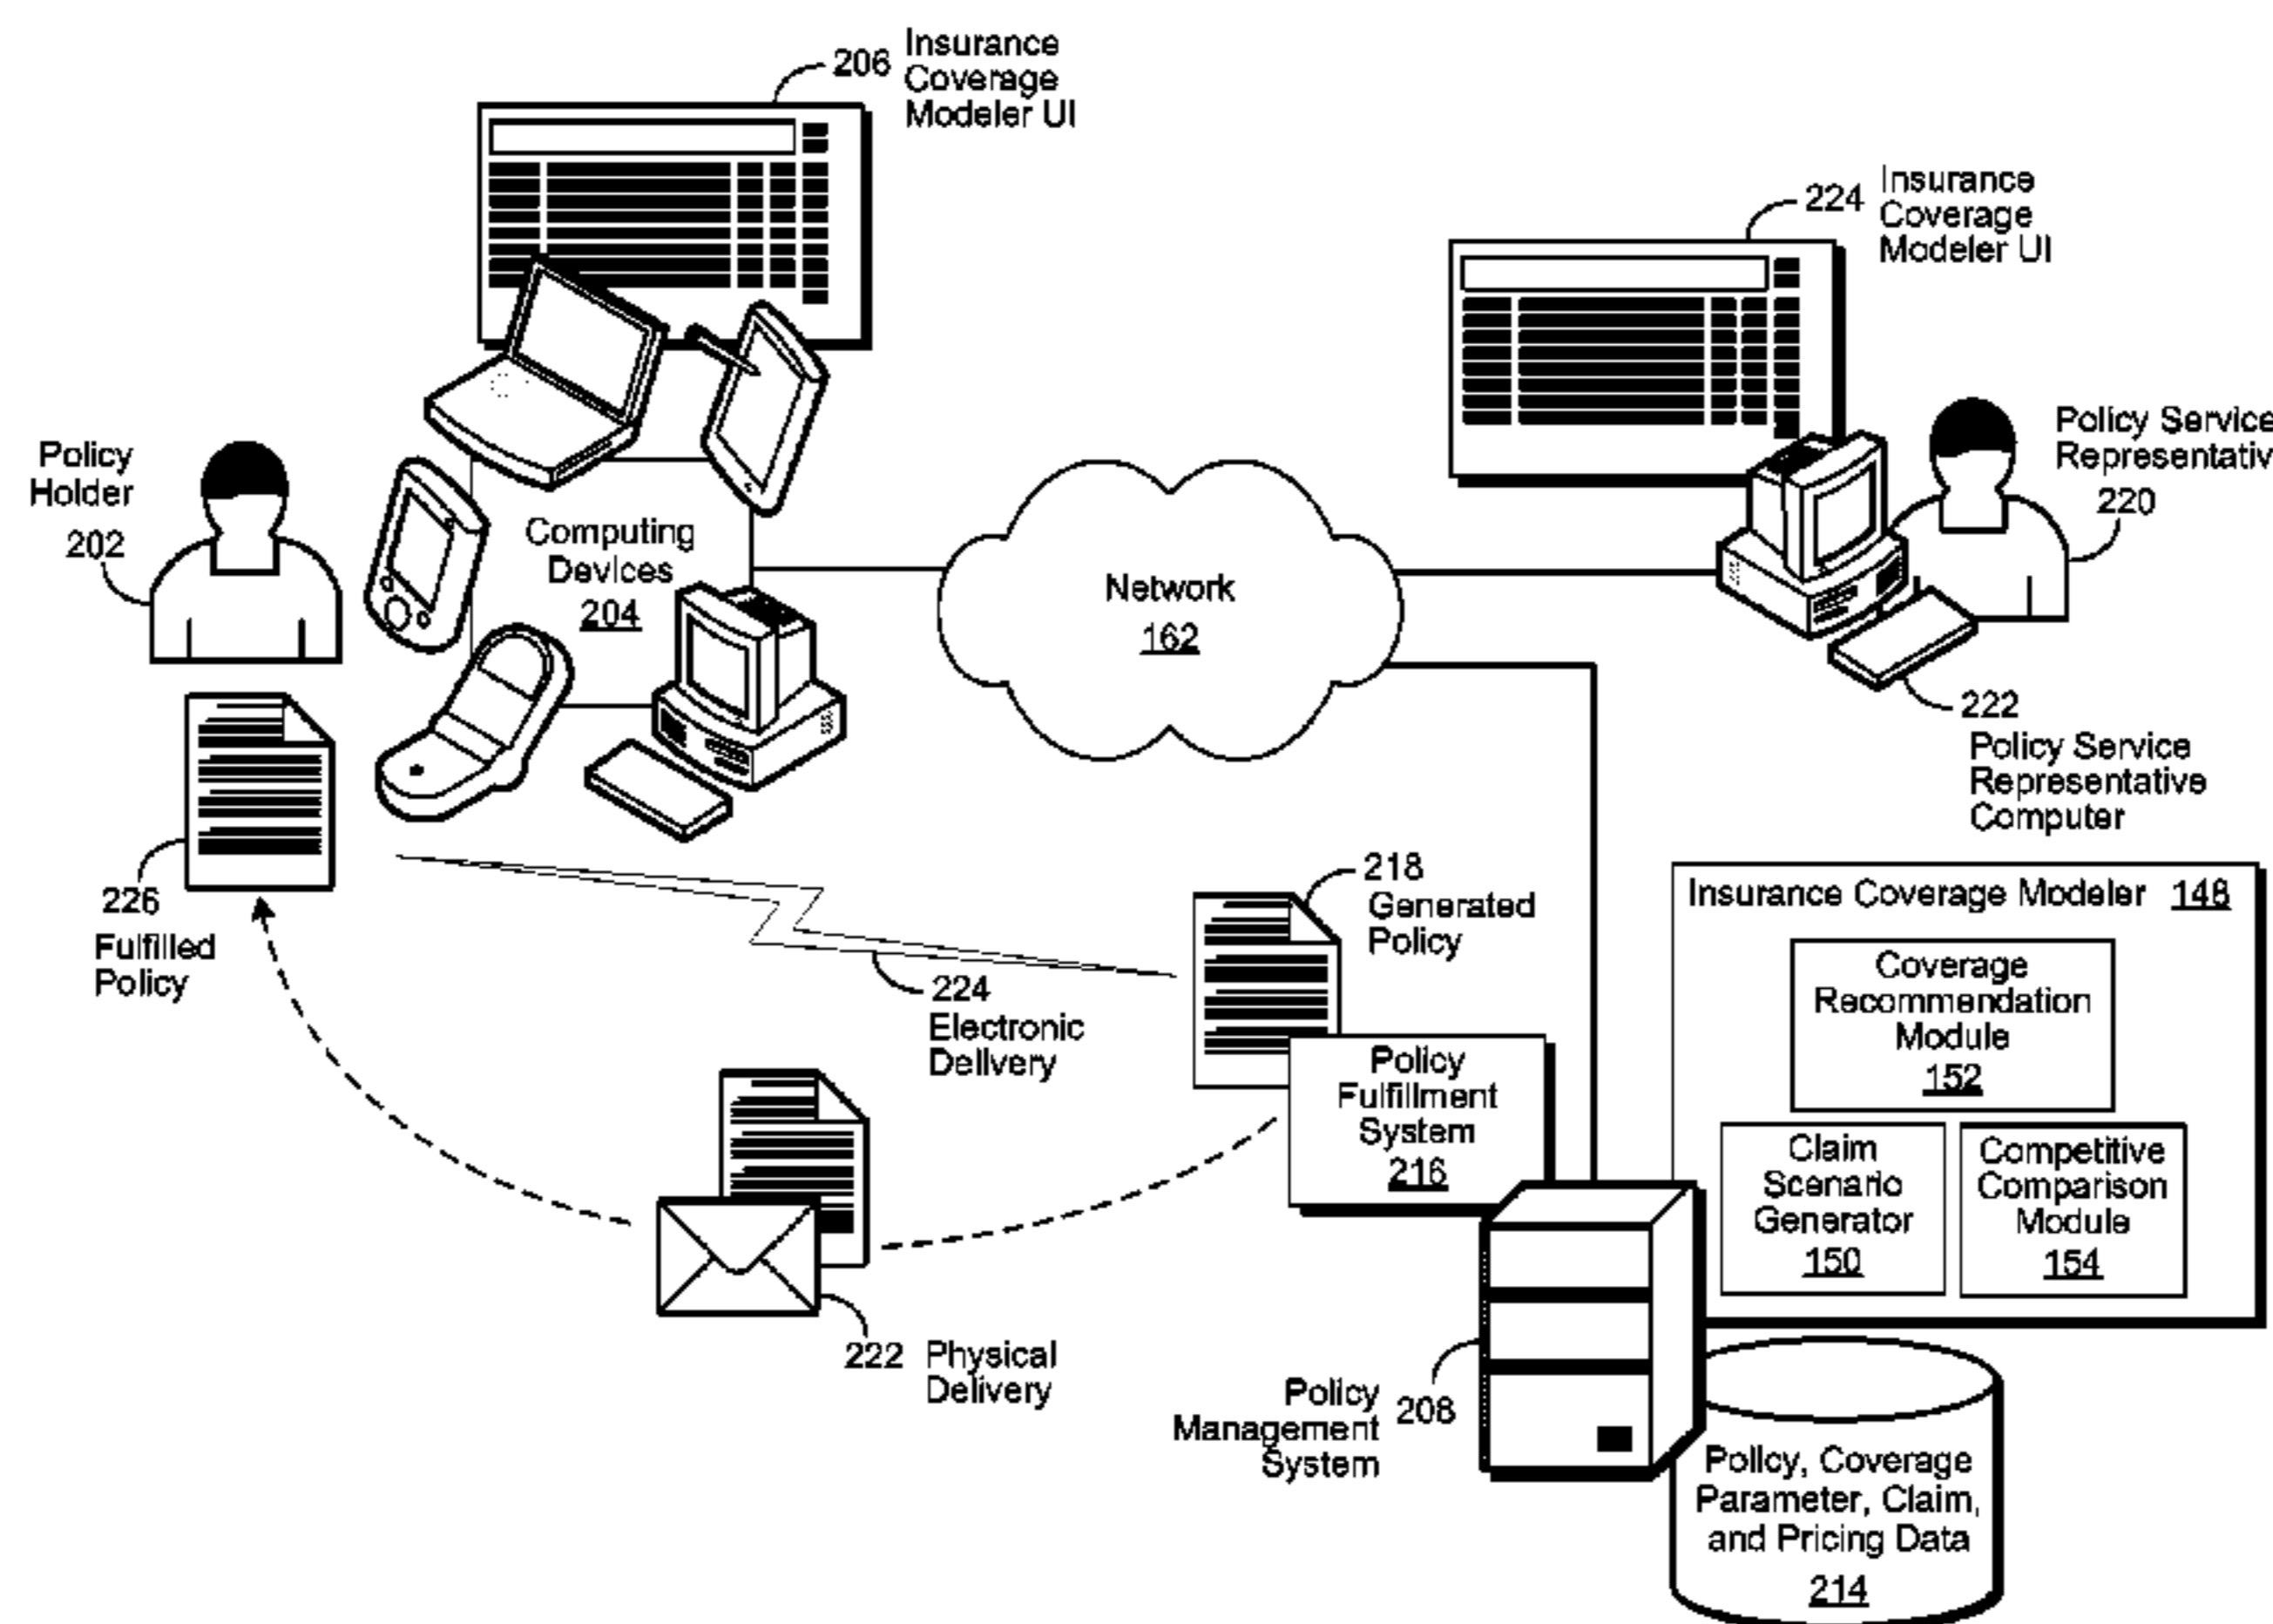 206 Insurance
Coverage
Modeler UI
224 Insurance
Coverage
Modeler UI
Policy
Holder
202
Computing
Devices
204
Network
162
Policy Service
Representativ
220
222
Policy Service
Representative
Computer
226
Fulfilled
Policy
218
Generated
Policy
224
Electronic
Delivery
222 Physical
Delivery
Policy
Fulfillment
System
216
Policy
Management
System
208
Insurance Coverage Modeler 148
Coverage
Recommendation
Module
152
Claim
Scenario
Generator
150
Competitive
Comparison
Module
154
Policy, Coverage
Parameter, Claim,
and Pricing Data
214